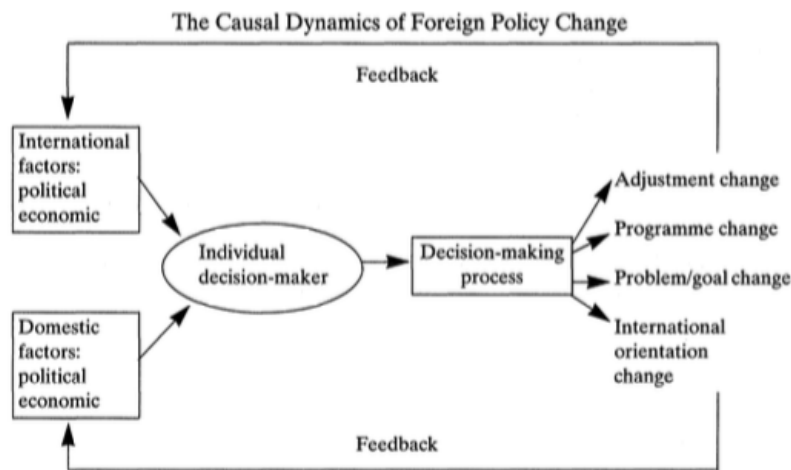 The Causal Dynamics of Foreign Policy Change
Feedback
International
factors:
political
economic
Individual
decision-maker
Decision-making
process
Adjustment change
Programme change
Problem/goal change
International
orientation
change
Domestic
factors:
political
economic
Feedback